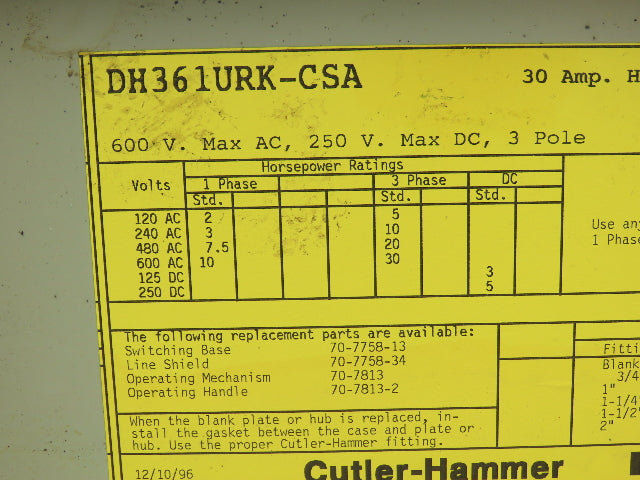 DH361URK-CSA 30 Amp. H
600 V. Max AC, 250 V. Max DC, 3 Pole
Horsepower Ratings
Volts 1 Phase 3 Phase DC
Std. Std. Std.
120 AC 2 5
240 AC 3 10
480 AC 7.5 20
600 AC 10 30
125 DC 3
250 DC 5
Use any
1 Phase
The following replacement parts are available:
Switching Base 70-7758-13
Line Shield 70-7758-34
Operating Mechanism 70-7813
Operating Handle 70-7813-2
When the blank plate or hub is replaced, in-
stall the gasket between the case and plate or
hub. Use the proper Cutler-Hammer fitting.
Fitti
Blank
3/4
1"
1-1/4"
1-1/2"
2"
12/10/96 Cutler-Hammer